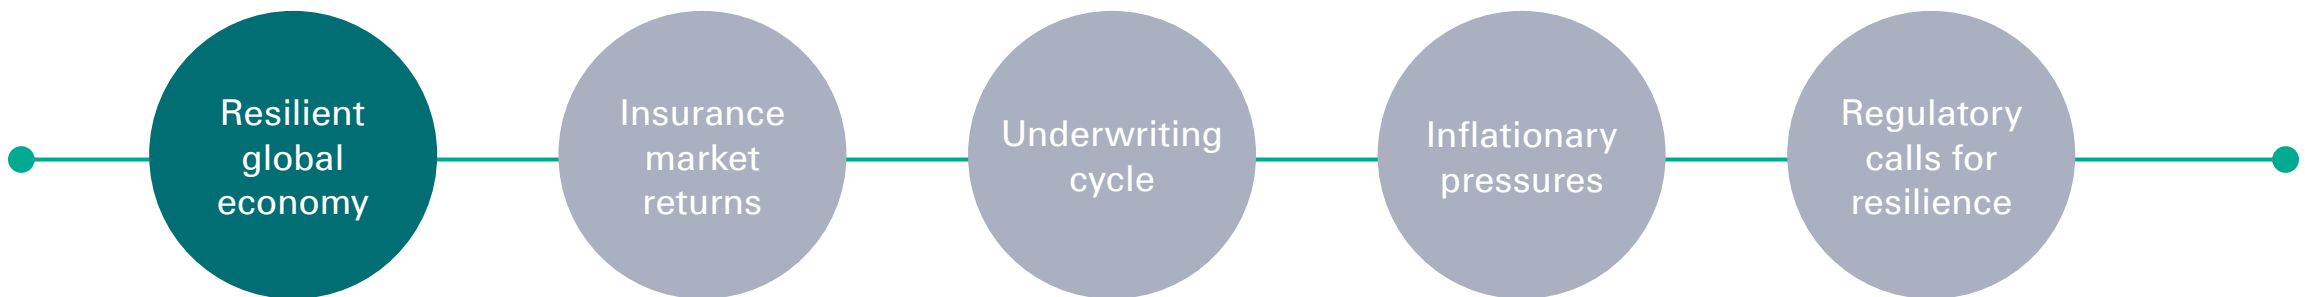 Resilient
global
economy
Insurance
market
returns
Underwriting
cycle
Inflationary
pressures
Regulatory
calls for
resilience